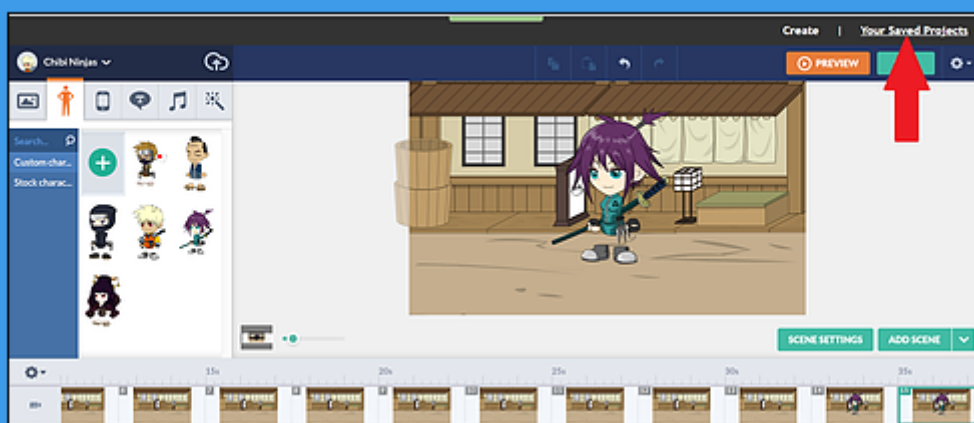 Create | Your Saved Projects
Chibi Ninjas
PREVIEW
Search...
Custom char...
Stock charac...
SCENE SETTINGS ADD SCENE
15s 20s 25s 30s 35s